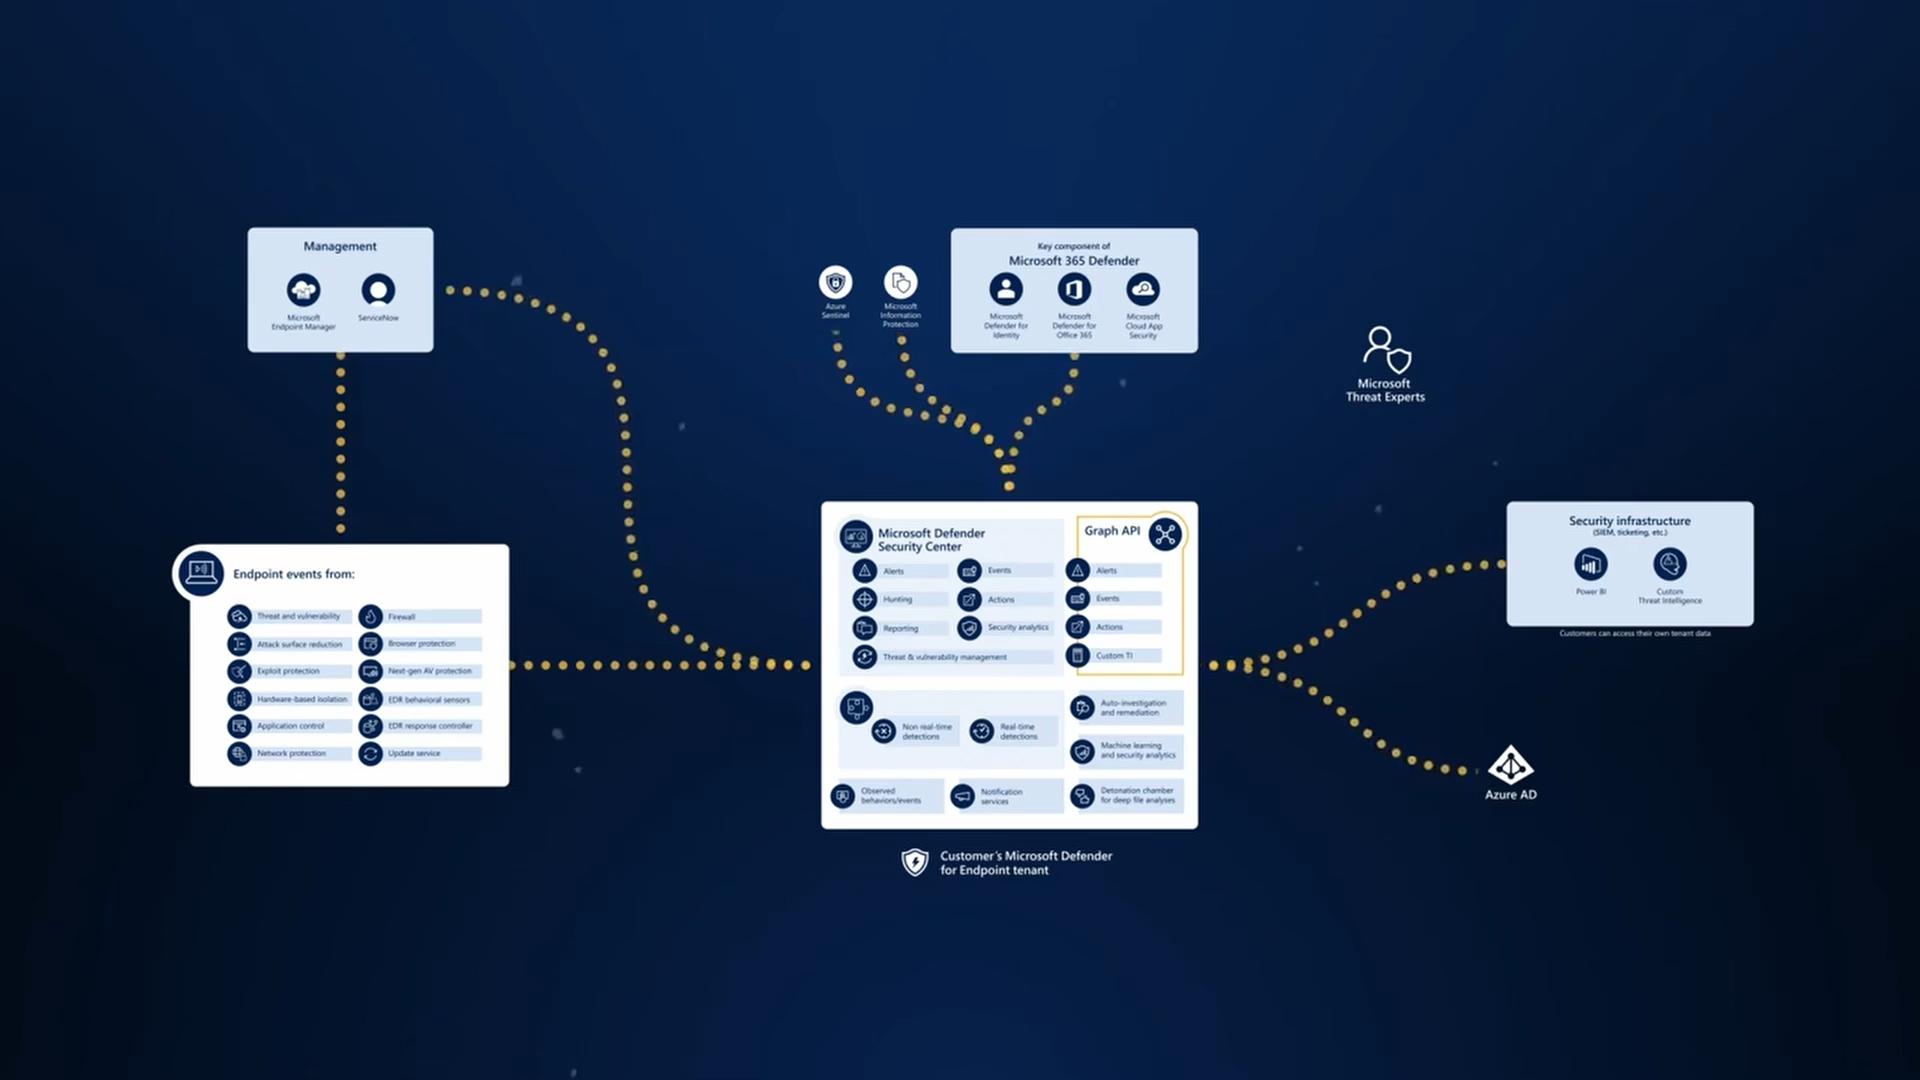 Management
Microsoft
Endpoint Manager
ServiceNow
Azure
Sentinel
Microsoft
Information
Protection
Key component of
Microsoft 365 Defender
Microsoft
Defender for
Identity
Microsoft
Defender for
Office 365
Microsoft
Cloud App
Security
Microsoft
Threat Experts
Endpoint events from:
Threat and vulnerability
Firewall
Attack surface reduction
Browser protection
Exploit protection
Next-gen AV protection
Hardware-based isolation
EDR behavioral sensors
Application control
EDR response controller
Network protection
Update service
Microsoft Defender
Security Center
Alerts
Events
Hunting
Actions
Reporting
Security analytics
Threat & vulnerability management
Graph API
Alerts
Events
Actions
Custom TI
Non real-time
detections
Real-time
detections
Auto-investigation
and remediation
Machine learning
and security analytics
Observed
behaviors/events
Notification
services
Detonation chamber
for deep file analyses
Customer's Microsoft Defender
for Endpoint tenant
Security infrastructure
(SIEM, ticketing, etc.)
Power BI
Custom
Threat Intelligence
Customers can access their own tenant data
Azure AD